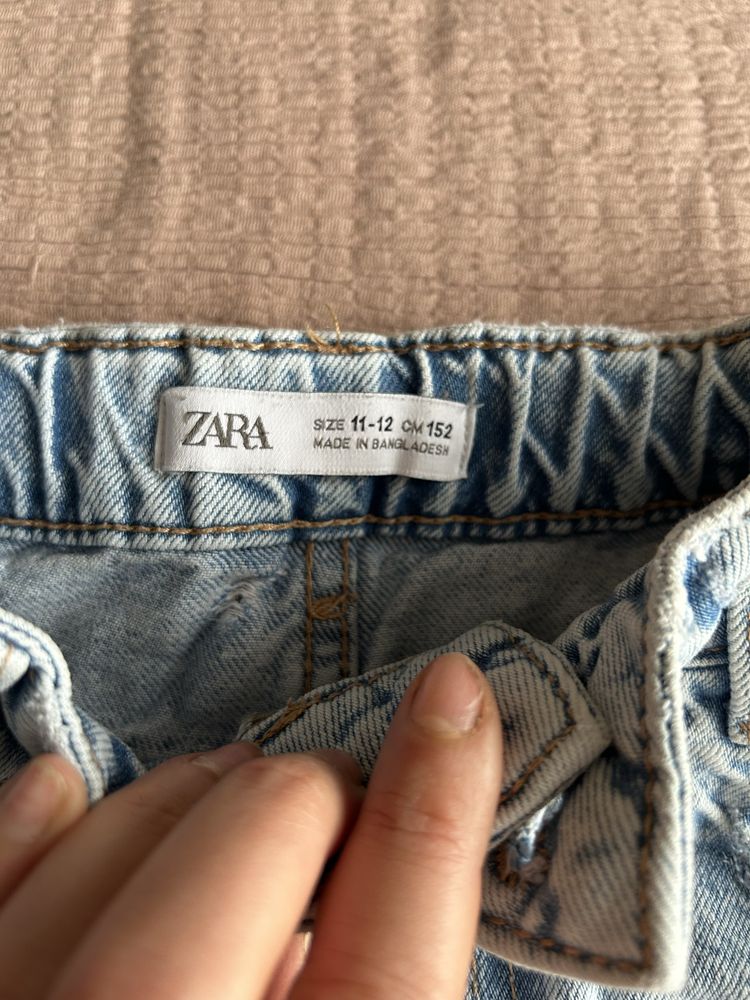 ZARA
SIZE 11-12 CM 152
MADE IN BANGLADESH